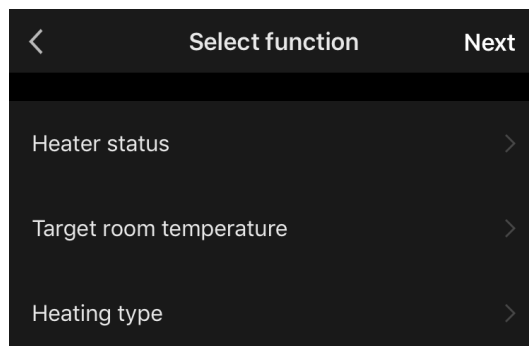 Select function Next
Heater status
Target room temperature
Heating type